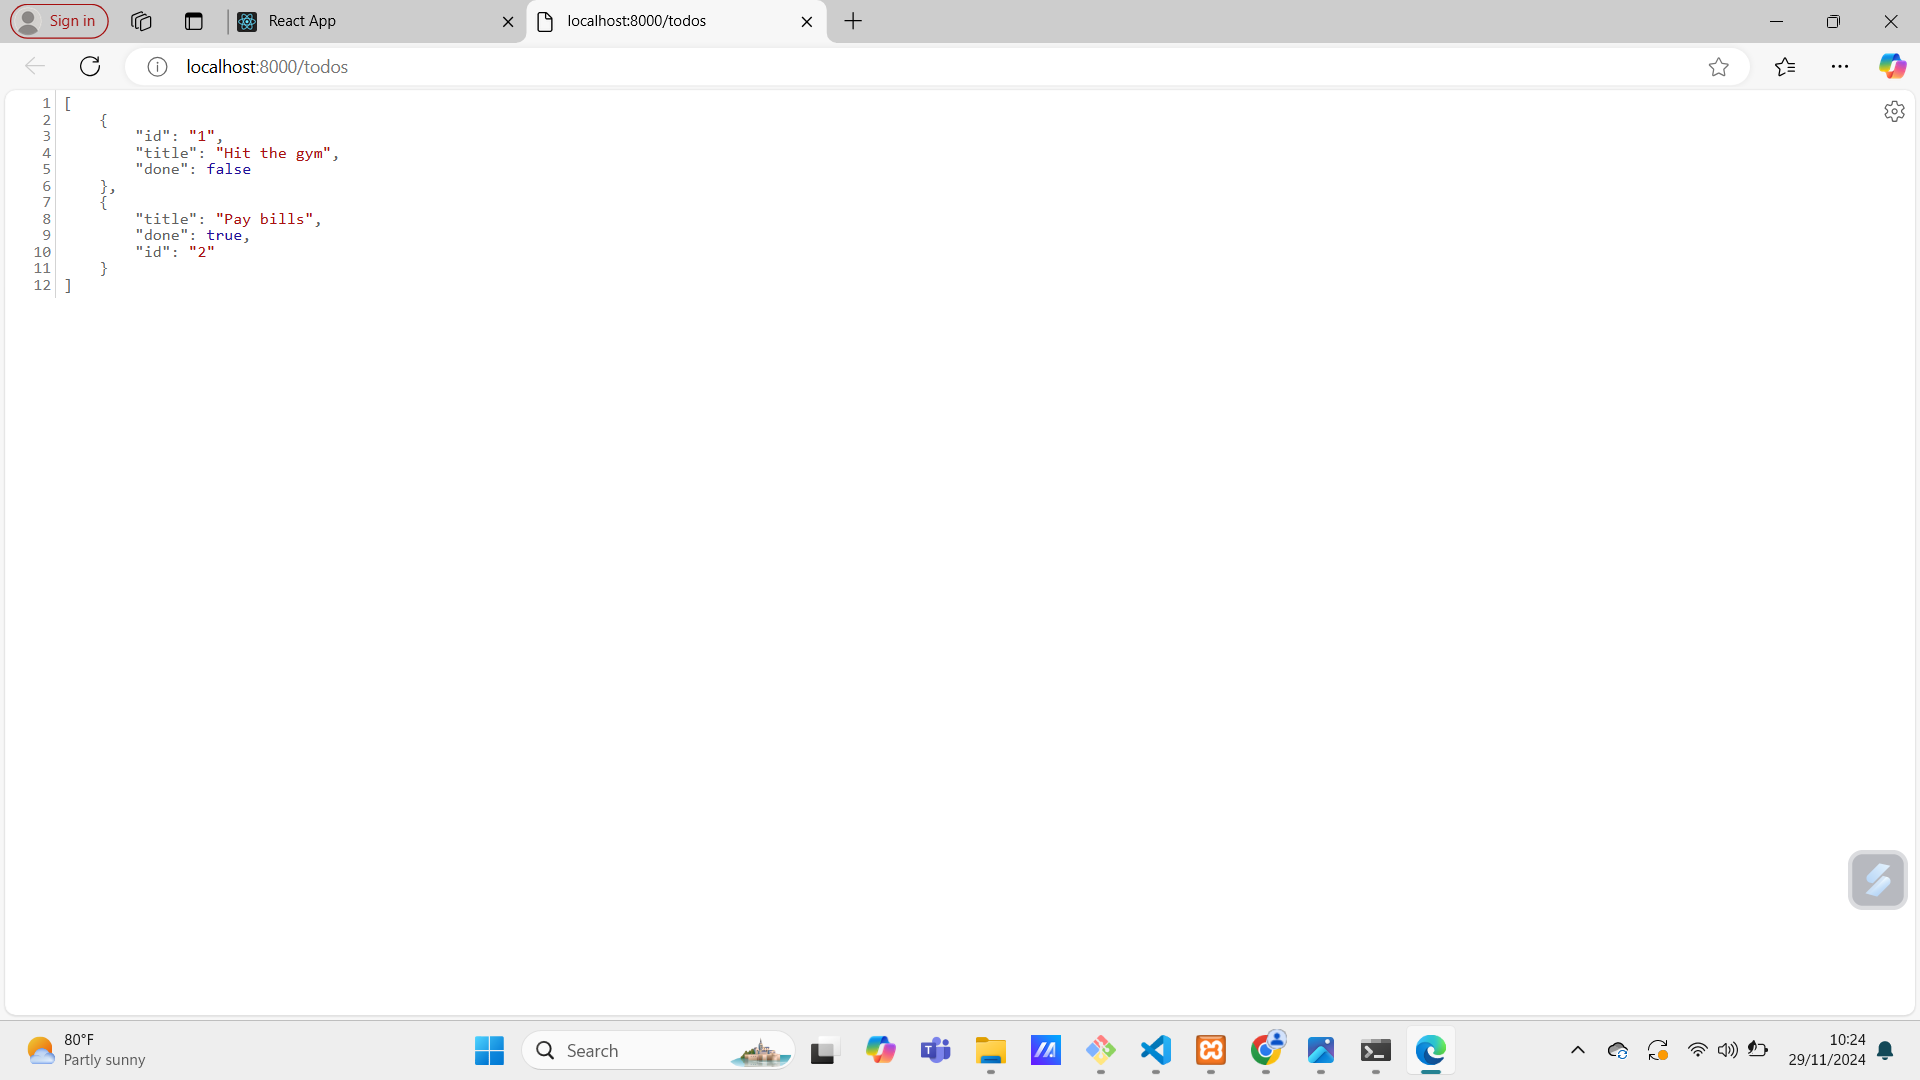 Sign in
React App
localhost:8000/todos
localhost:8000/todos
1 [
2 {
3 "id": "1",
4 "title": "Hit the gym",
5 "done": false
6 },
7 {
8 "title": "Pay bills",
9 "done": true,
10 "id": "2"
11 }
12 ]
80°F
Partly sunny
Search
10:24
29/11/2024